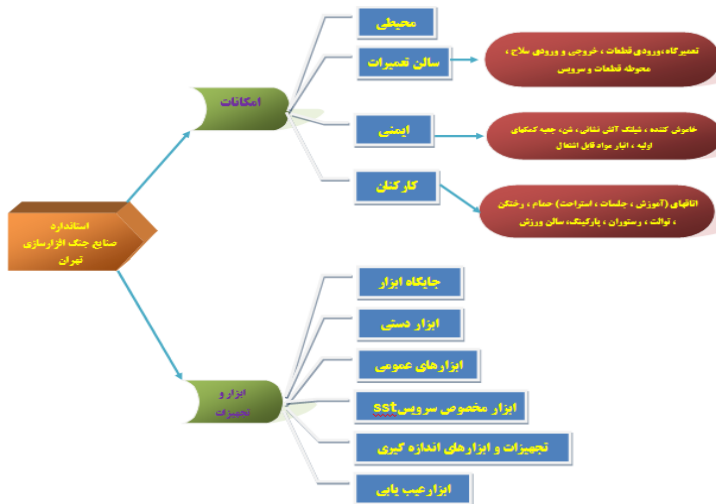 استاندارد
صنایع جنگ افزارسازی
تهران
امکانات
محیطی
سالن تعمیرات
تعمیرگاه ،ورودی قطعات ، خروجی و ورودی سلاح ،
محوطه قطعات و سرویس
ایمنی
خاموش کننده ، شیلنگ آتش نشانی ، شن، جعبه کمکهای
اولیه ، انبار مواد قابل اشتعال
کارکنان
اتاقهای (آموزش ، جلسات ، استراحت) حمام ، رختکن
، توالت ، رستوران ، پارکینگ، سالن ورزش
ابزار و
تجهیزات
جایگاه ابزار
ابزار دستی
ابزارهای عمومی
ابزار مخصوص سرویسsst
تجهیزات و ابزارهای اندازه گیری
ابزار عیب یابی